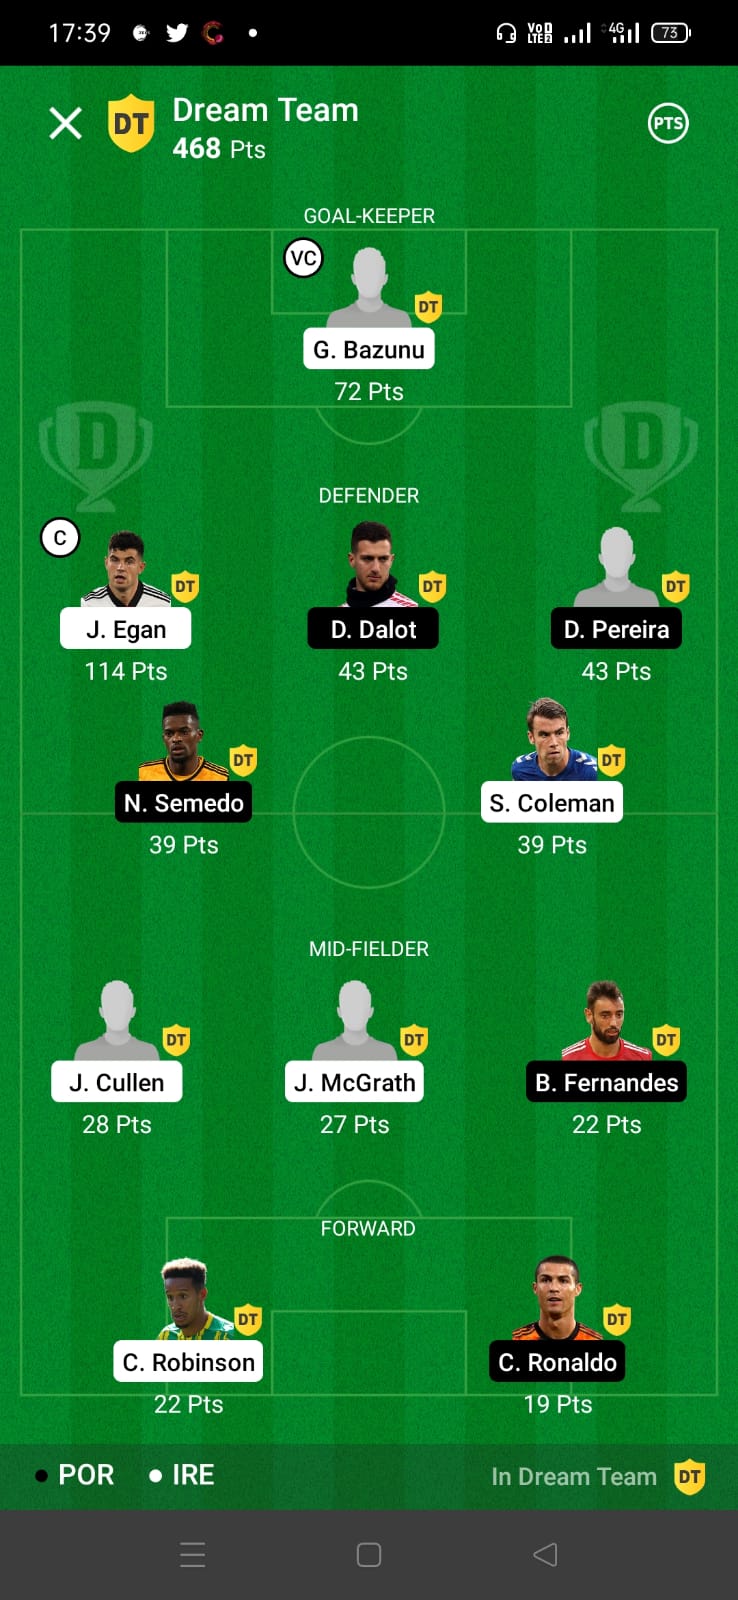 17:39
VoD LTE2 4G 73
DT Dream Team
468 Pts
PTS
GOAL-KEEPER
VC
DT
G. Bazunu
72 Pts
D D
DEFENDER
C
DT DT DT
J. Egan D. Dalot D. Pereira
114 Pts 43 Pts 43 Pts
DT DT
N. Semedo S. Coleman
39 Pts 39 Pts
MID-FIELDER
DT DT DT
J. Cullen J. McGrath B. Fernandes
28 Pts 27 Pts 22 Pts
FORWARD
DT DT
C. Robinson C. Ronaldo
22 Pts 19 Pts
POR IRE In Dream Team DT